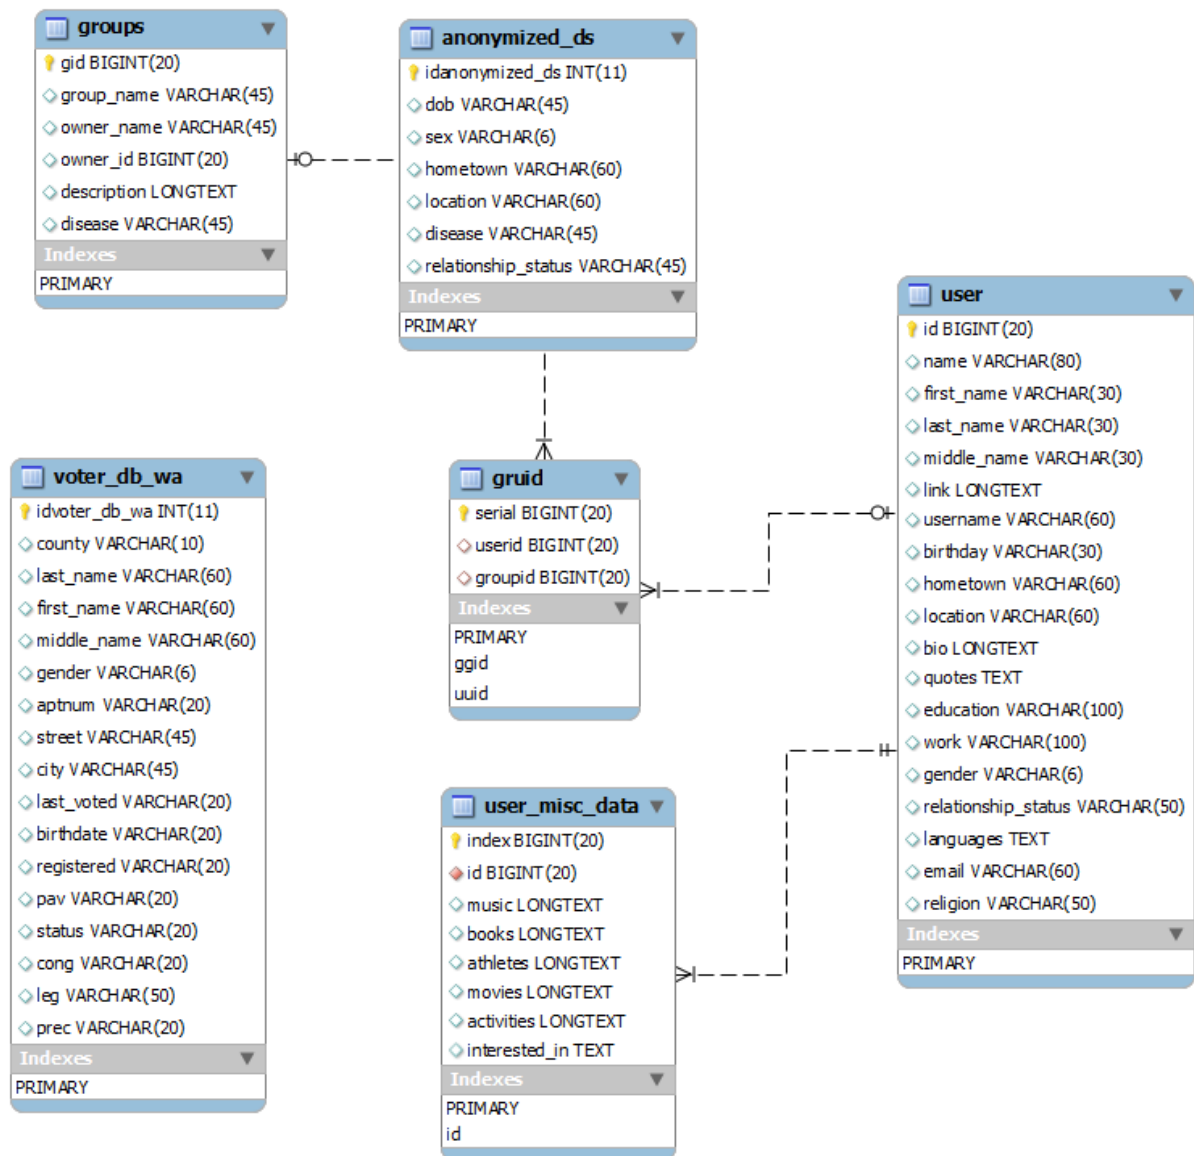 groups
gid BIGINT(20)
group_name VARCHAR(45)
owner_name VARCHAR(45)
owner_id BIGINT(20)
description LONGTEXT
disease VARCHAR(45)
Indexes
PRIMARY
anonymized_ds
idanonymized_ds INT(11)
dob VARCHAR(45)
sex VARCHAR(6)
hometown VARCHAR(60)
location VARCHAR(60)
disease VARCHAR(45)
relationship_status VARCHAR(45)
Indexes
PRIMARY
user
id BIGINT(20)
name VARCHAR(80)
first_name VARCHAR(30)
last_name VARCHAR(30)
middle_name VARCHAR(30)
link LONGTEXT
username VARCHAR(60)
birthday VARCHAR(30)
hometown VARCHAR(60)
location VARCHAR(60)
bio LONGTEXT
quotes TEXT
education VARCHAR(100)
work VARCHAR(100)
gender VARCHAR(6)
relationship_status VARCHAR(50)
languages TEXT
email VARCHAR(60)
religion VARCHAR(50)
Indexes
PRIMARY
voter_db_wa
idvoter_db_wa INT(11)
county VARCHAR(10)
last_name VARCHAR(60)
first_name VARCHAR(60)
middle_name VARCHAR(60)
gender VARCHAR(6)
aptnum VARCHAR(20)
street VARCHAR(45)
city VARCHAR(45)
last_voted VARCHAR(20)
birthdate VARCHAR(20)
registered VARCHAR(20)
pav VARCHAR(20)
status VARCHAR(20)
cong VARCHAR(20)
leg VARCHAR(50)
prec VARCHAR(20)
Indexes
PRIMARY
gruid
serial BIGINT(20)
userid BIGINT(20)
groupid BIGINT(20)
Indexes
PRIMARY
ggid
uuid
user_misc_data
index BIGINT(20)
id BIGINT(20)
music LONGTEXT
books LONGTEXT
athletes LONGTEXT
movies LONGTEXT
activities LONGTEXT
interested_in TEXT
Indexes
PRIMARY
id